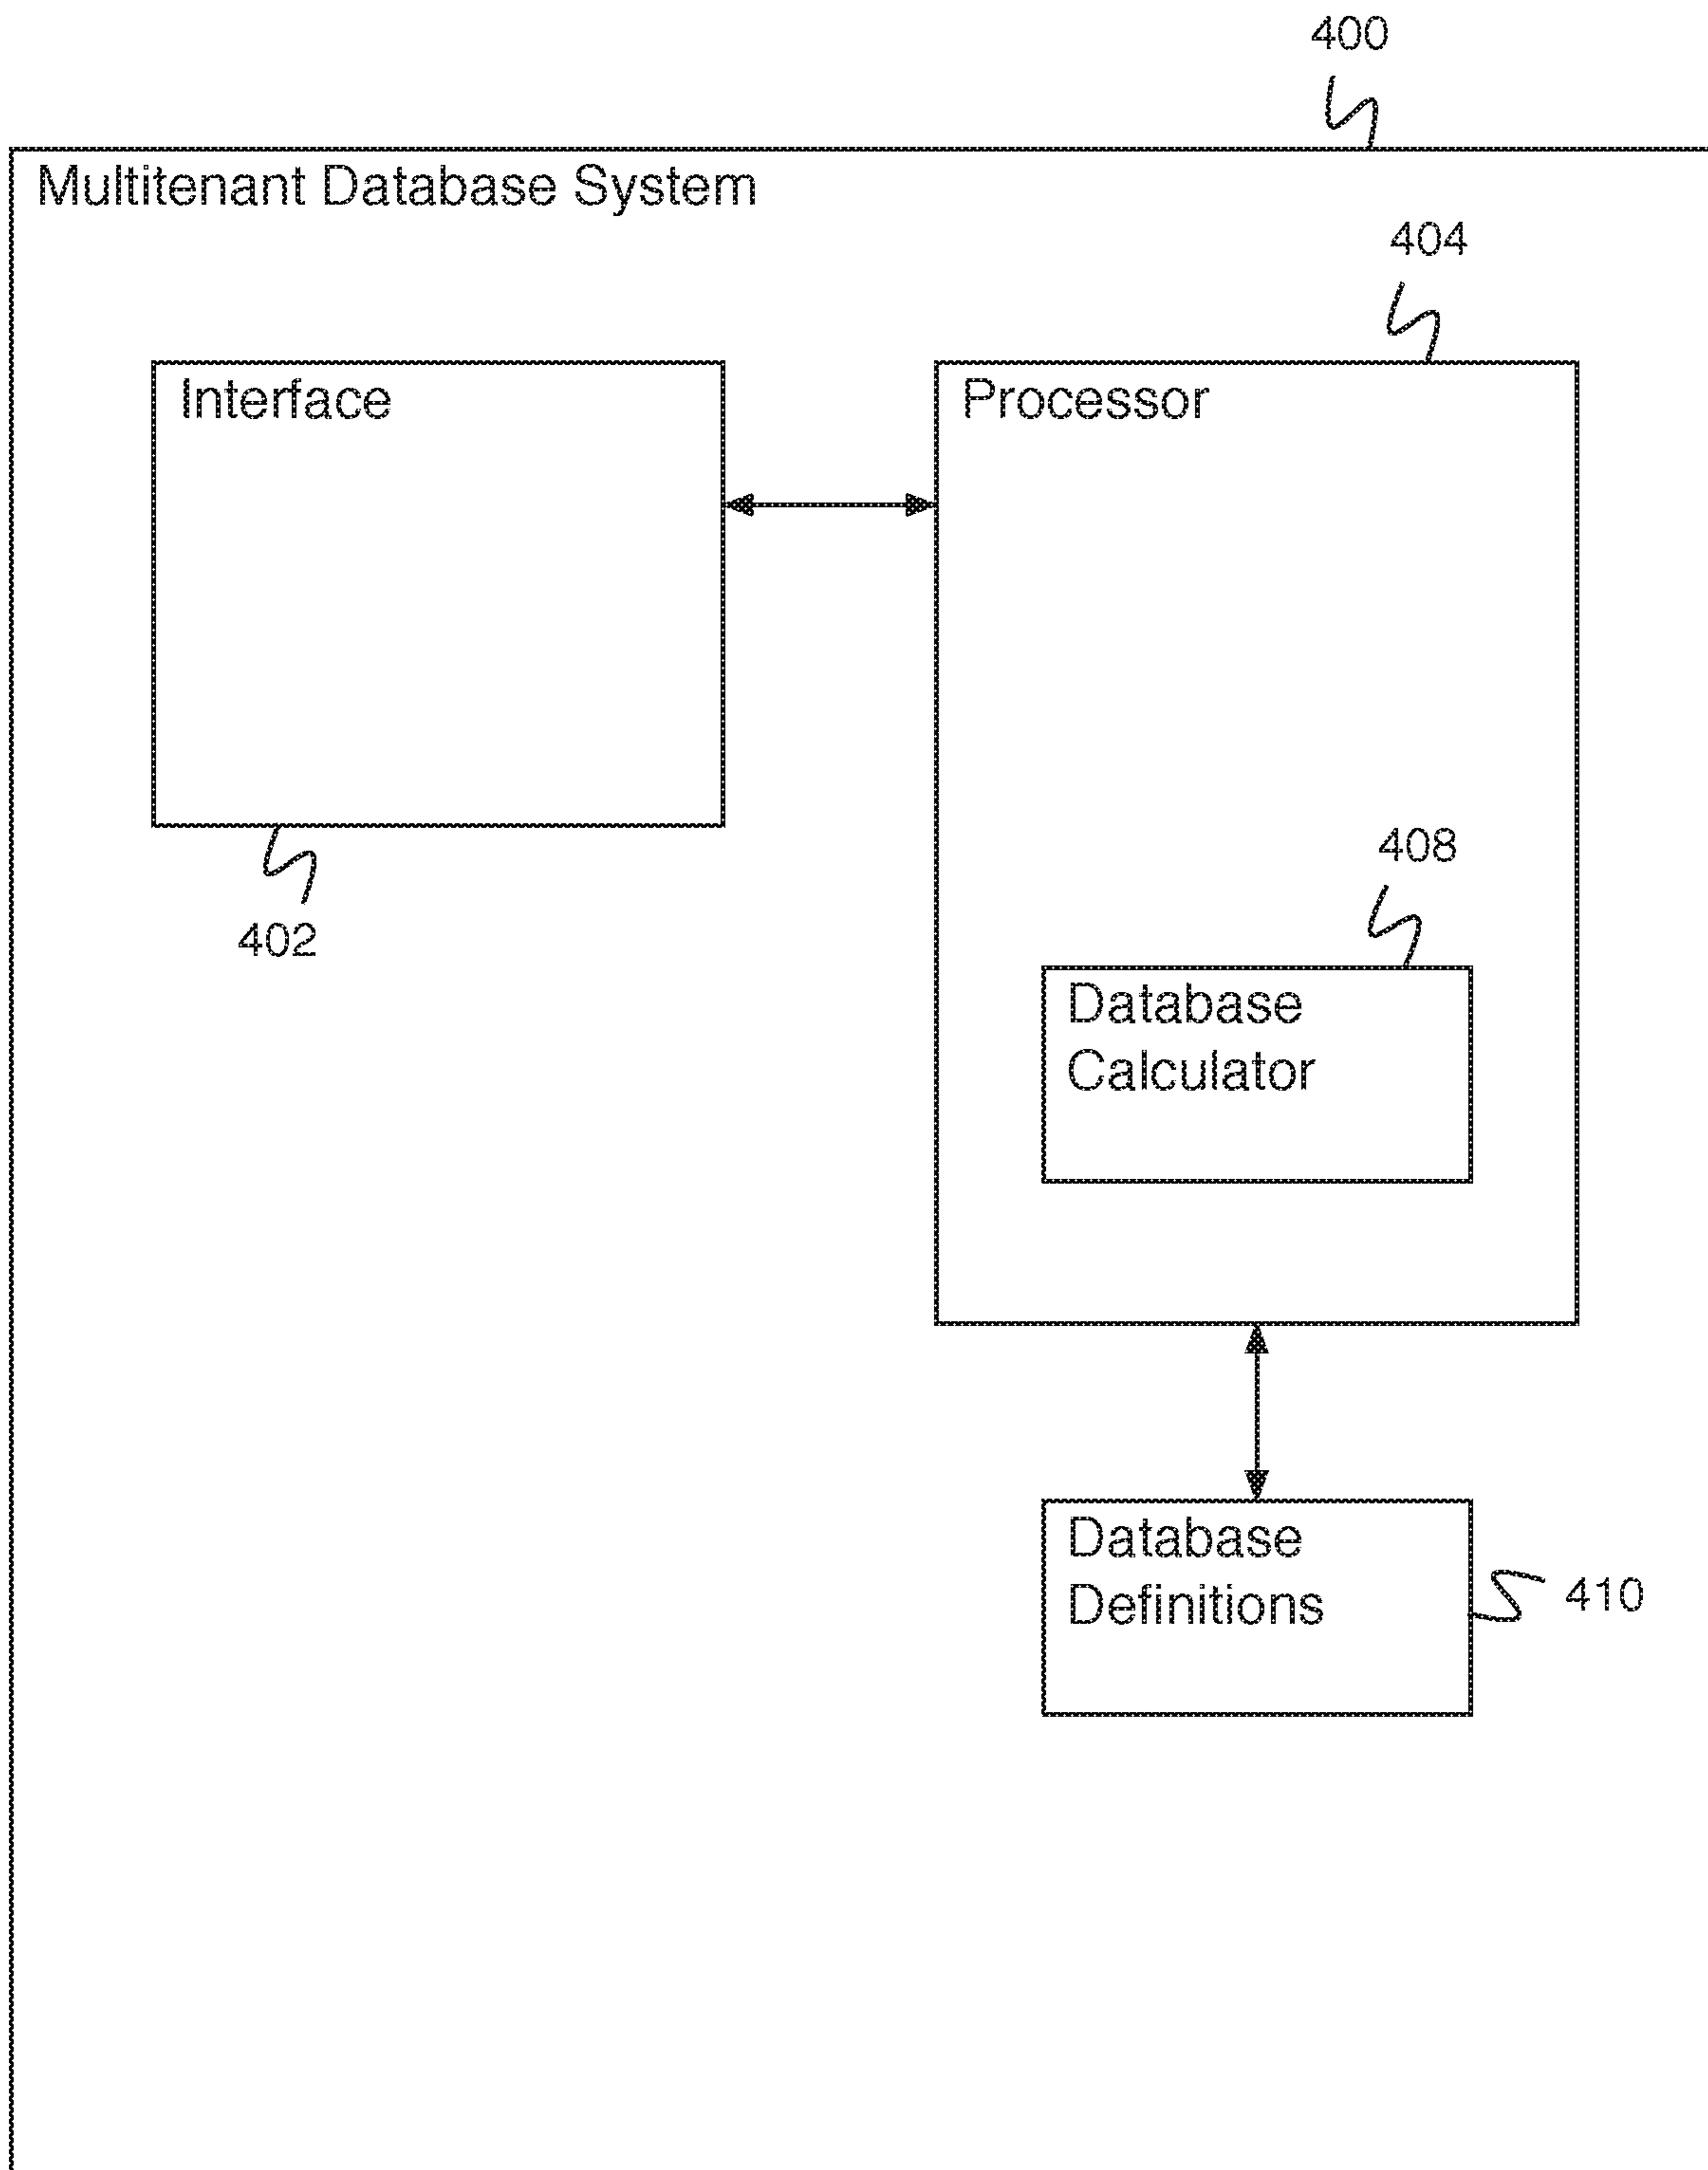 400
Multitenant Database System
404
Interface
Processor
408
402
Database
Calculator
Database
Definitions
410